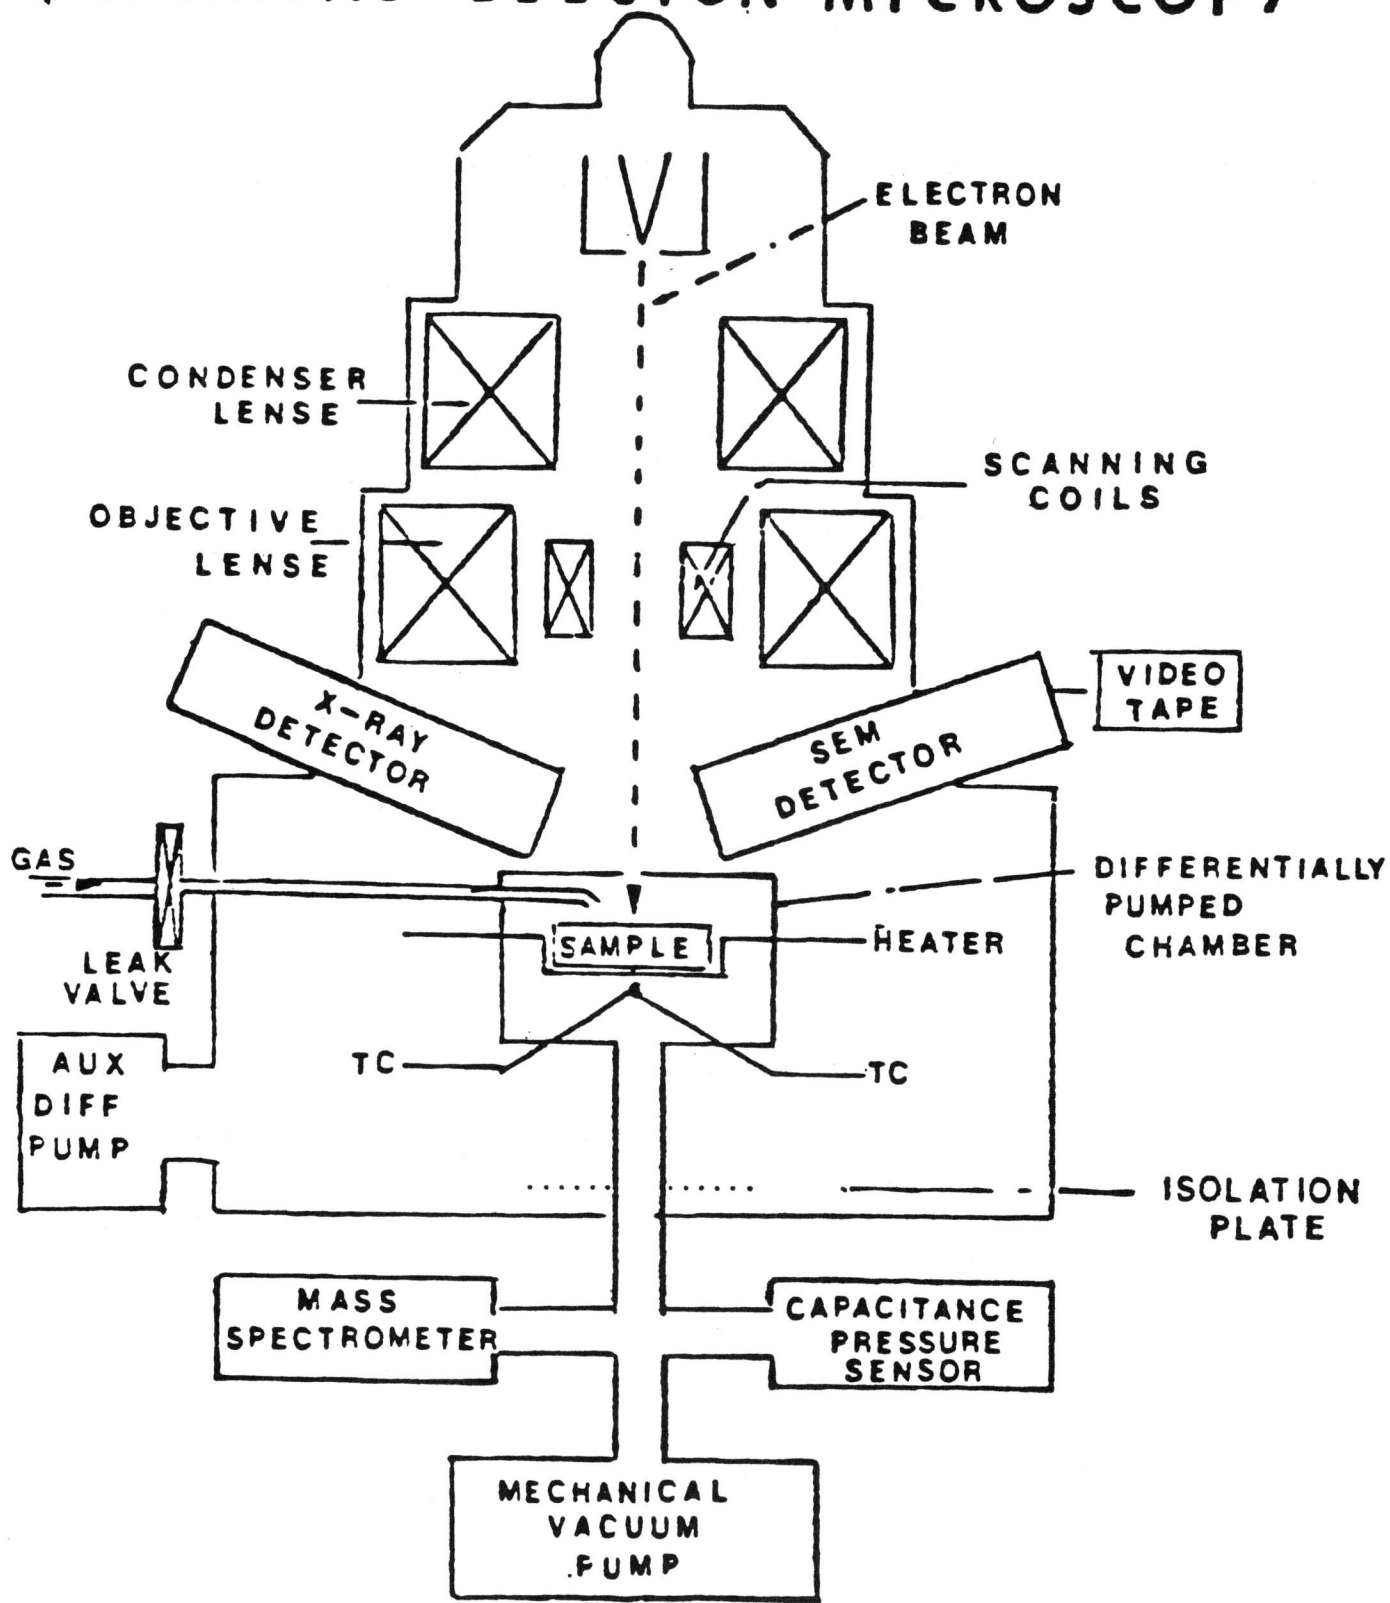 MICROSCOPY
ELECTRON
BEAM
CONDENSER
LENSE
SCANNING
COILS
OBJECTIVE
LENSE
VIDEO
TAPE
X-RAY
DETECTOR
SEM
DETECTOR
GAS
DIFFERENTIALLY
PUMPED
CHAMBER
SAMPLE
HEATER
LEAK
VALVE
TC
TC
AUX
DIFF
PUMP
ISOLATION
PLATE
MASS
SPECTROMETER
CAPACITANCE
PRESSURE
SENSOR
MECHANICAL
VACUUM
PUMP